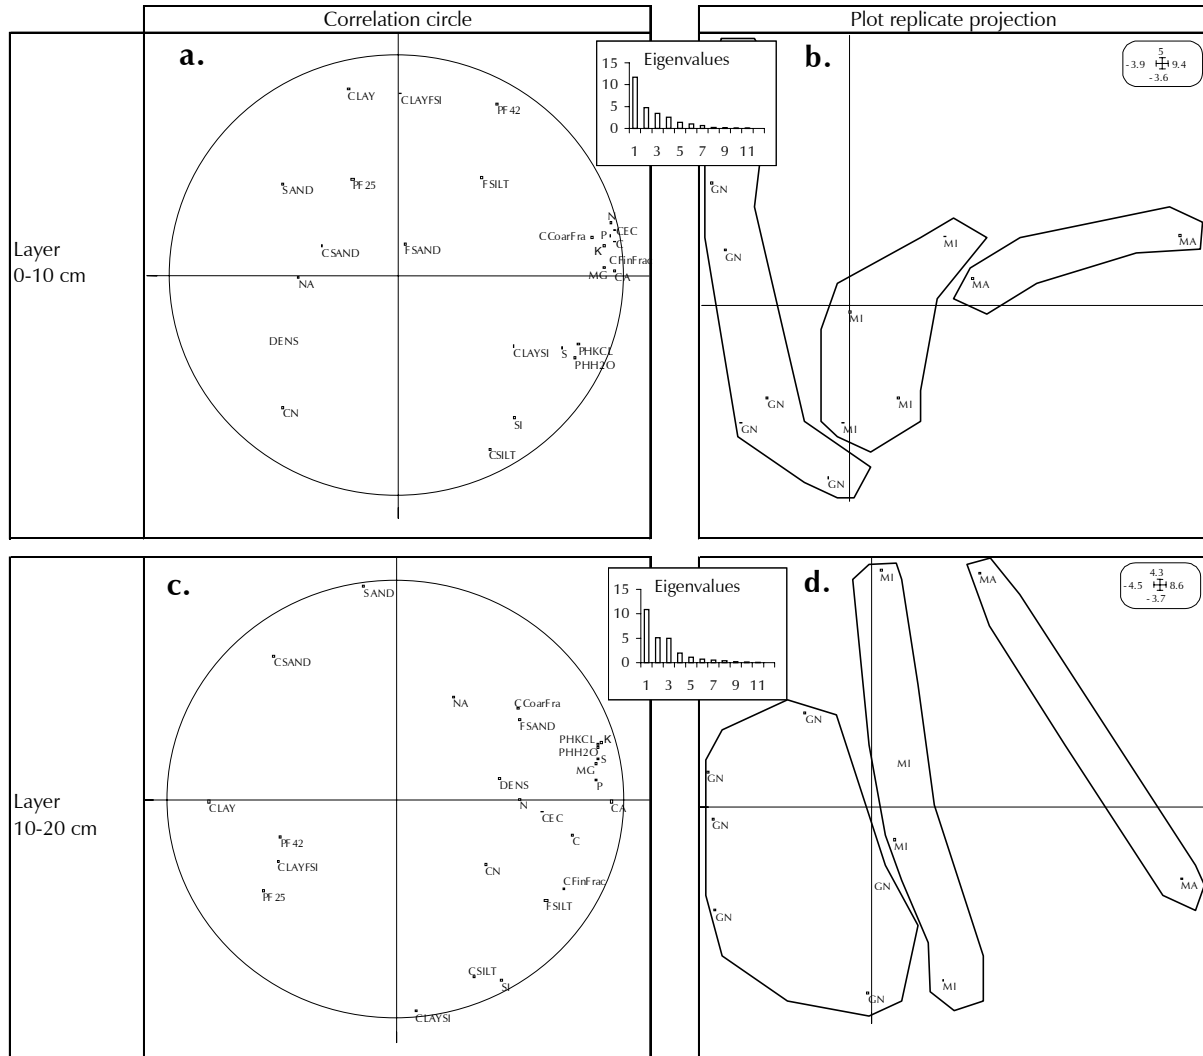 Correlation circle
Plot replicate projection
Layer
0-10 cm
a.
CLAY
CLAYFSI
PF42
SAND
PF25
FSILT
CSAND
FSAND
N
CCoarFra
P
CEC
C
K
CFinFrac
MG
CA
NA
DENS
CLAYSI
S
PHKCL
PHH2O
CN
SI
CSILT
Eigenvalues
15
10
5
0
1 3 5 7 9 11
b.
5
-3.9 9.4
-3.6
GN
GN
MI
MA
MA
MI
GN
MI
GN
MI
GN
Layer
10-20 cm
c.
SAND
CSAND
NA
CCoarFra
FSAND
PHKCL
K
PHH2O
S
MG
DENS
P
CLAY
N
CA
CEC
PF42
C
CLAYFSI
CN
CFinFrac
PF25
FSILT
CSILT
SI
CLAYSI
Eigenvalues
15
10
5
0
1 3 5 7 9 11
d.
4.3
-4.5 8.6
-3.7
MI
MA
GN
MI
GN
GN
MI
GN
MA
GN
MI
GN